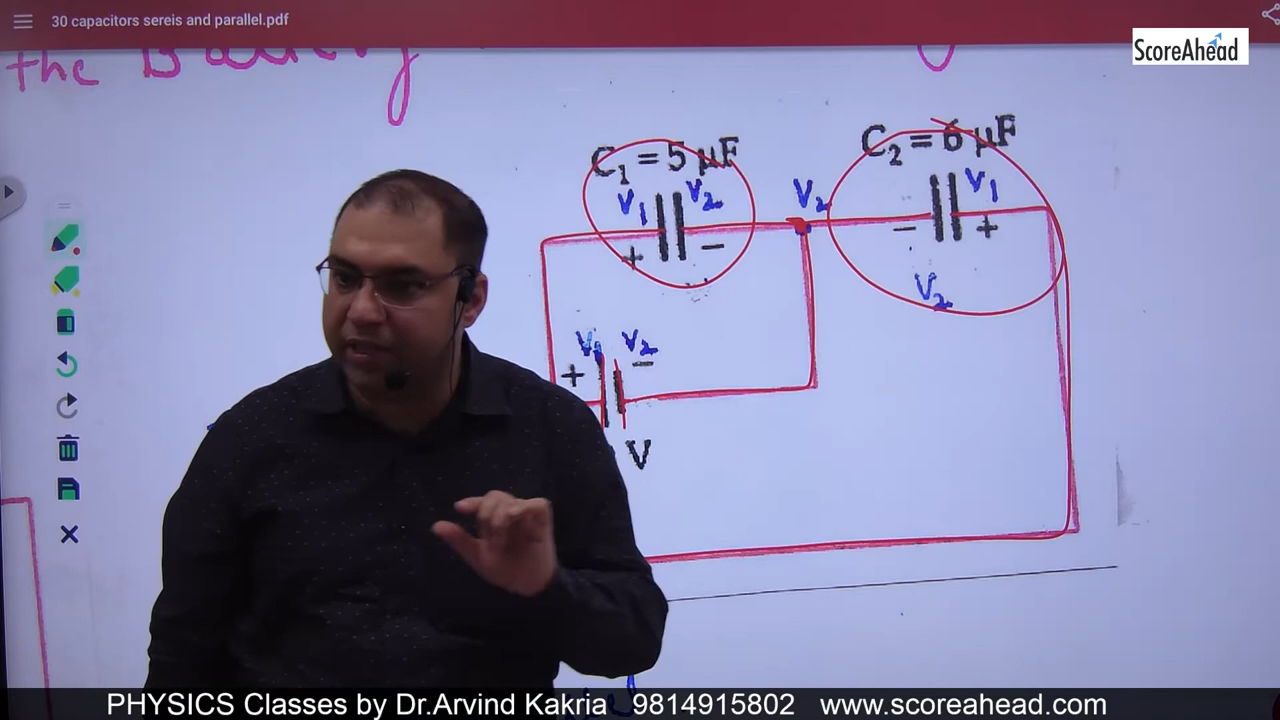 30 capacitors sereis and parallel.pdf
ScoreAhead
the Battery
C₁ = 5 μF
C₂ = 6 μF
V₁ V₂
V₂
V₁
+ −
− +
V₂
V₁ V₂
+ −
V
PHYSICS Classes by Dr.Arvind Kakria 9814915802 www.scoreahead.com